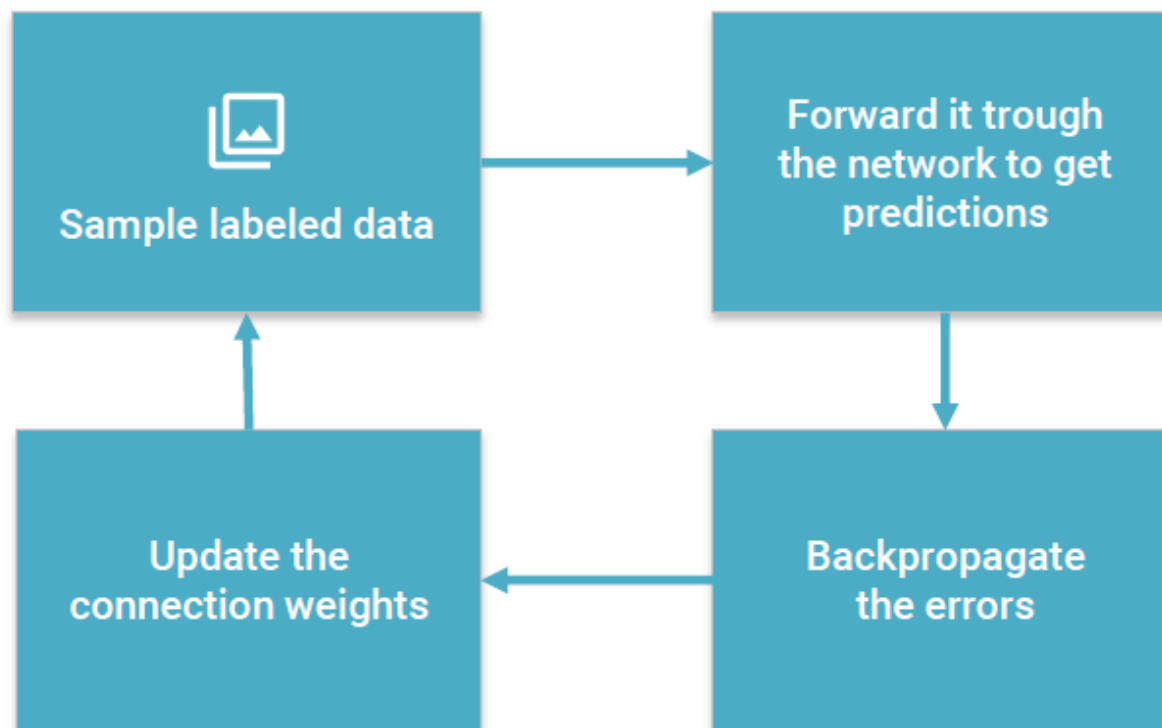 Sample labeled data
Forward it trough
the network to get
predictions
Backpropagate
the errors
Update the
connection weights